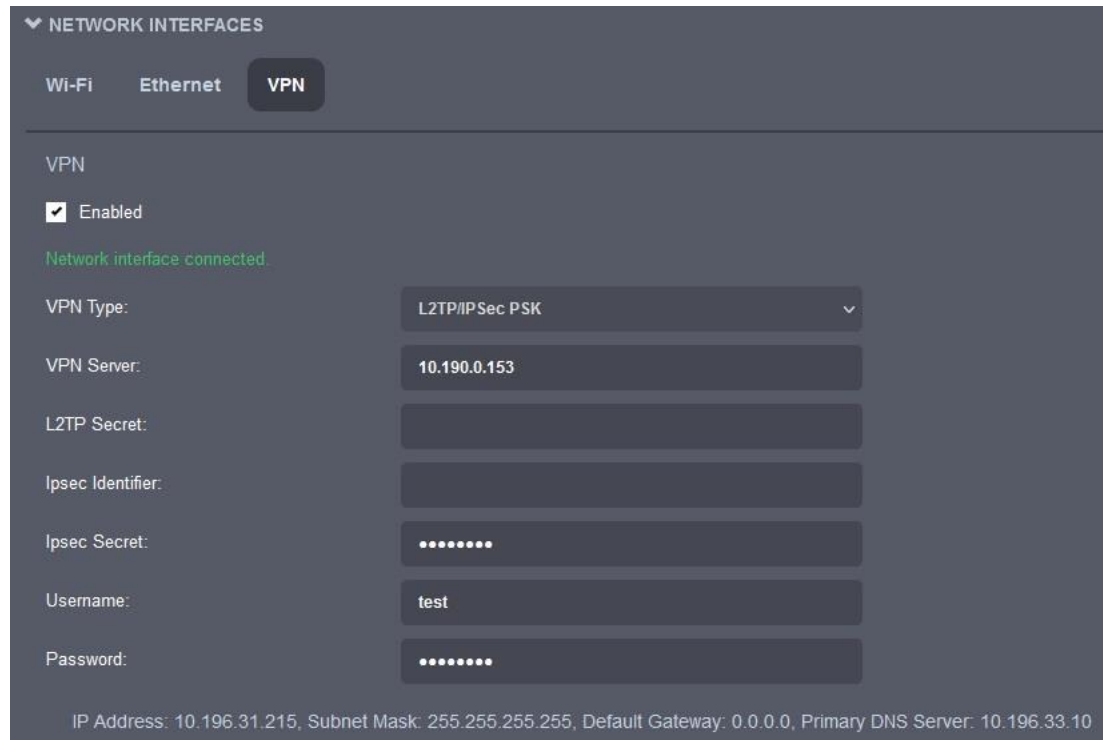 NETWORK INTERFACES
Wi-Fi Ethernet VPN
VPN
Enabled
Network interface connected.
VPN Type: L2TP/IPSec PSK
VPN Server: 10.190.0.153
L2TP Secret:
Ipsec Identifier:
Ipsec Secret: ••••••••
Username: test
Password: ••••••••
IP Address: 10.196.31.215, Subnet Mask: 255.255.255.255, Default Gateway: 0.0.0.0, Primary DNS Server: 10.196.33.10